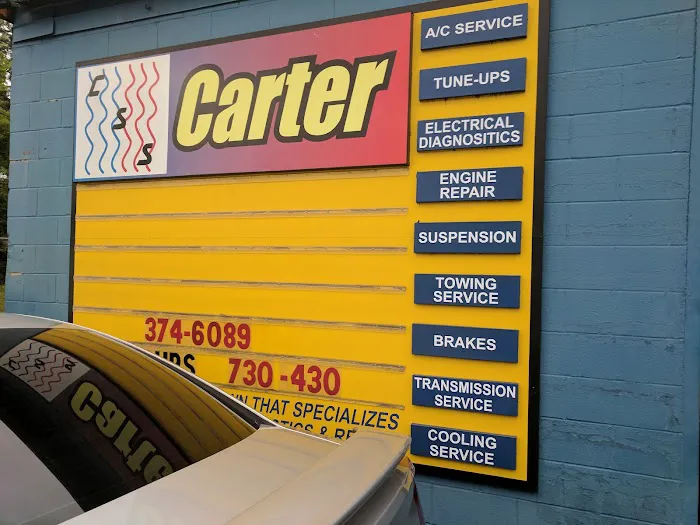 C S S
Carter
374-6089
730-430
THAT SPECIALIZES
&
A/C SERVICE
TUNE-UPS
ELECTRICAL
DIAGNOSITICS
ENGINE
REPAIR
SUSPENSION
TOWING
SERVICE
BRAKES
TRANSMISSION
SERVICE
COOLING
SERVICE
Carter